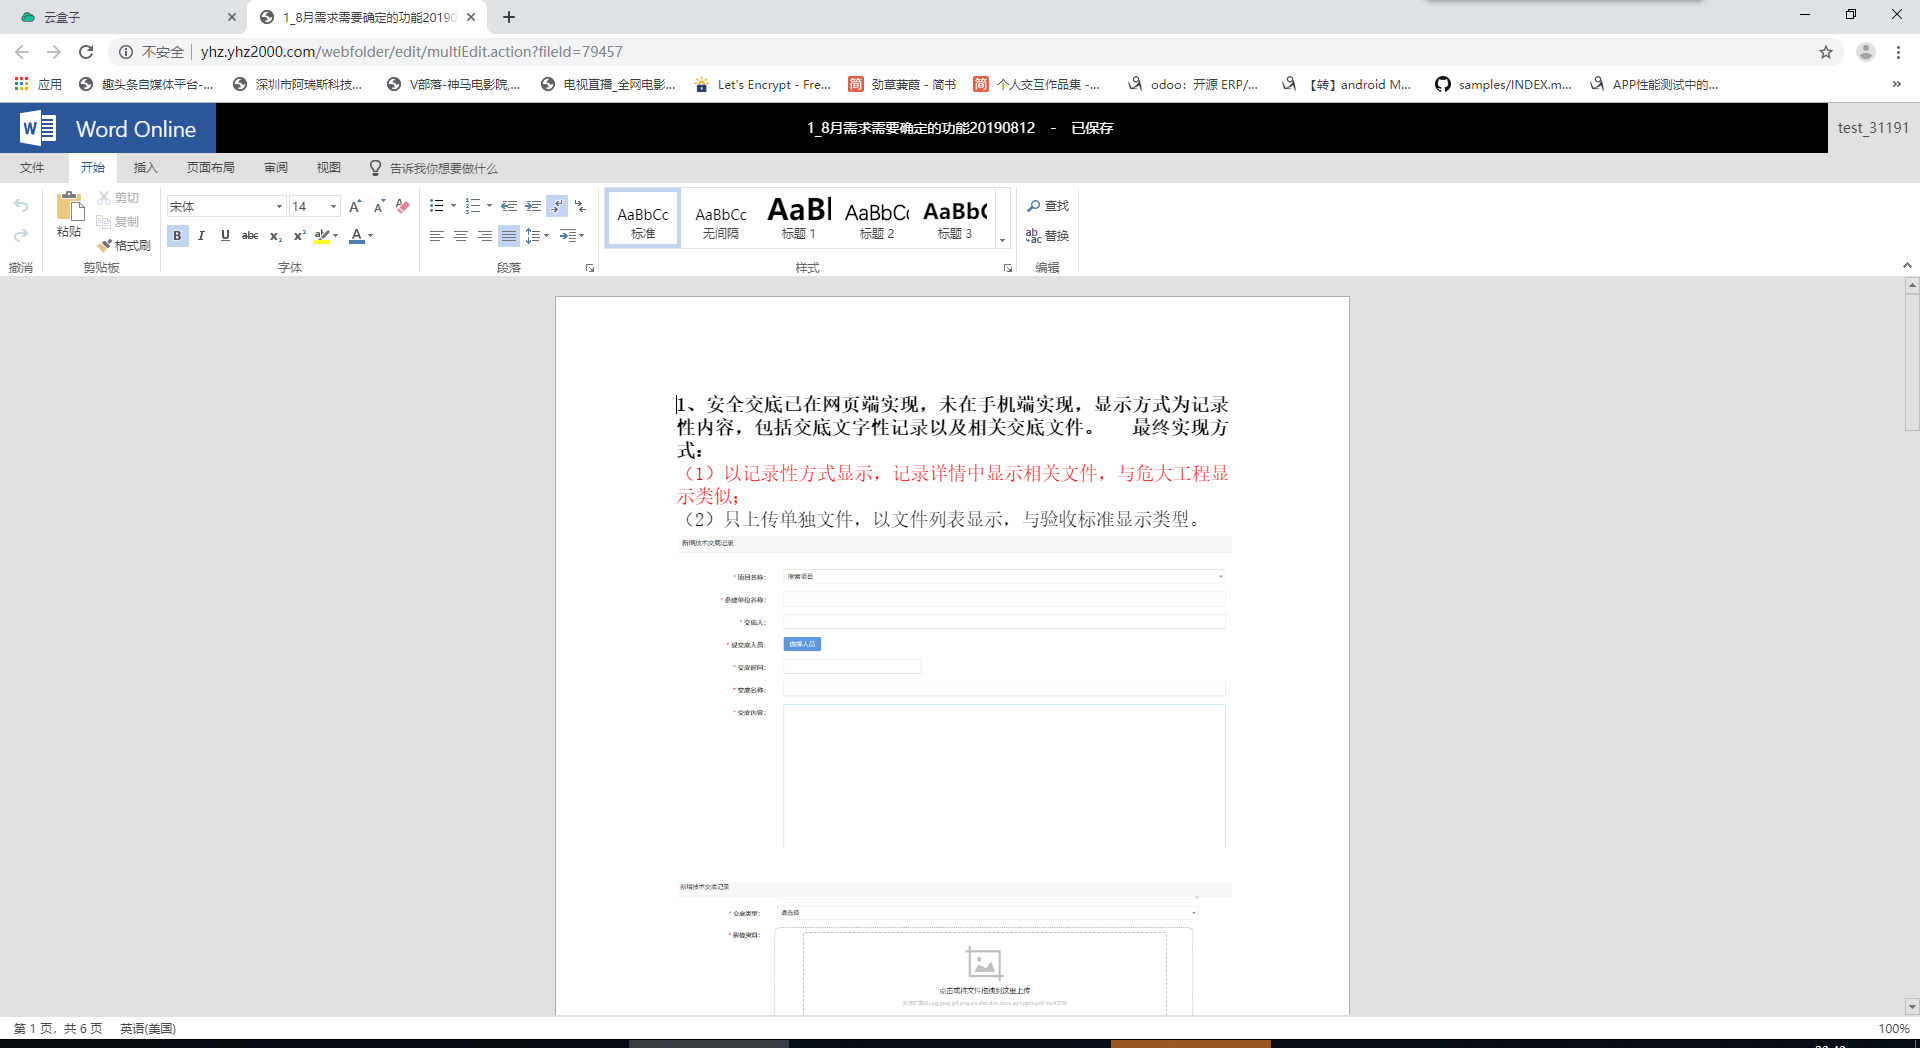 云盒子
1_8月需求需要确定的功能20190
不安全 yhz.yhz2000.com/webfolder/edit/multiEdit.action?fileId=79457
应用 趣头条自媒体平台-... 深圳市阿瑞斯科技... V部落-神马电影院,... 电视直播_全网电影... Let's Encrypt - Fre... 简 劲草蒹葭 - 简书 简 个人交互作品集 -... odoo：开源 ERP/... 【转】android M... samples/INDEX.m... APP性能测试中的...
Word Online
1_8月需求需要确定的功能20190812 - 已保存
test_31191
文件 开始 插入 页面布局 审阅 视图 告诉我你想要做什么
粘贴 剪切 复制 格式刷
宋体 14
B I U abc
AaBbCc AaBbCc AaBl AaBbCc AaBbC
标准 无间隔 标题 1 标题 2 标题 3
查找
替换
撤消 剪贴板 字体 段落 样式 编辑
1、安全交底已在网页端实现，未在手机端实现，显示方式为记录
性内容，包括交底文字性记录以及相关交底文件。 最终实现方
式：
（1）以记录性方式显示，记录详情中显示相关文件，与危大工程显
示类似；
（2）只上传单独文件，以文件列表显示，与验收标准显示类型。
新增技术交底记录
* 项目名称： 搜索项目
* 参建单位名称：
* 交底人：
* 受交底人员： 选择人员
* 交底时间：
* 交底名称：
* 交底内容：
新增技术交底记录
* 交底类型： 请选择
* 影像资料：
点击或将文件拖拽到这里上传
第 1 页，共 6 页 英语(美国)
100%